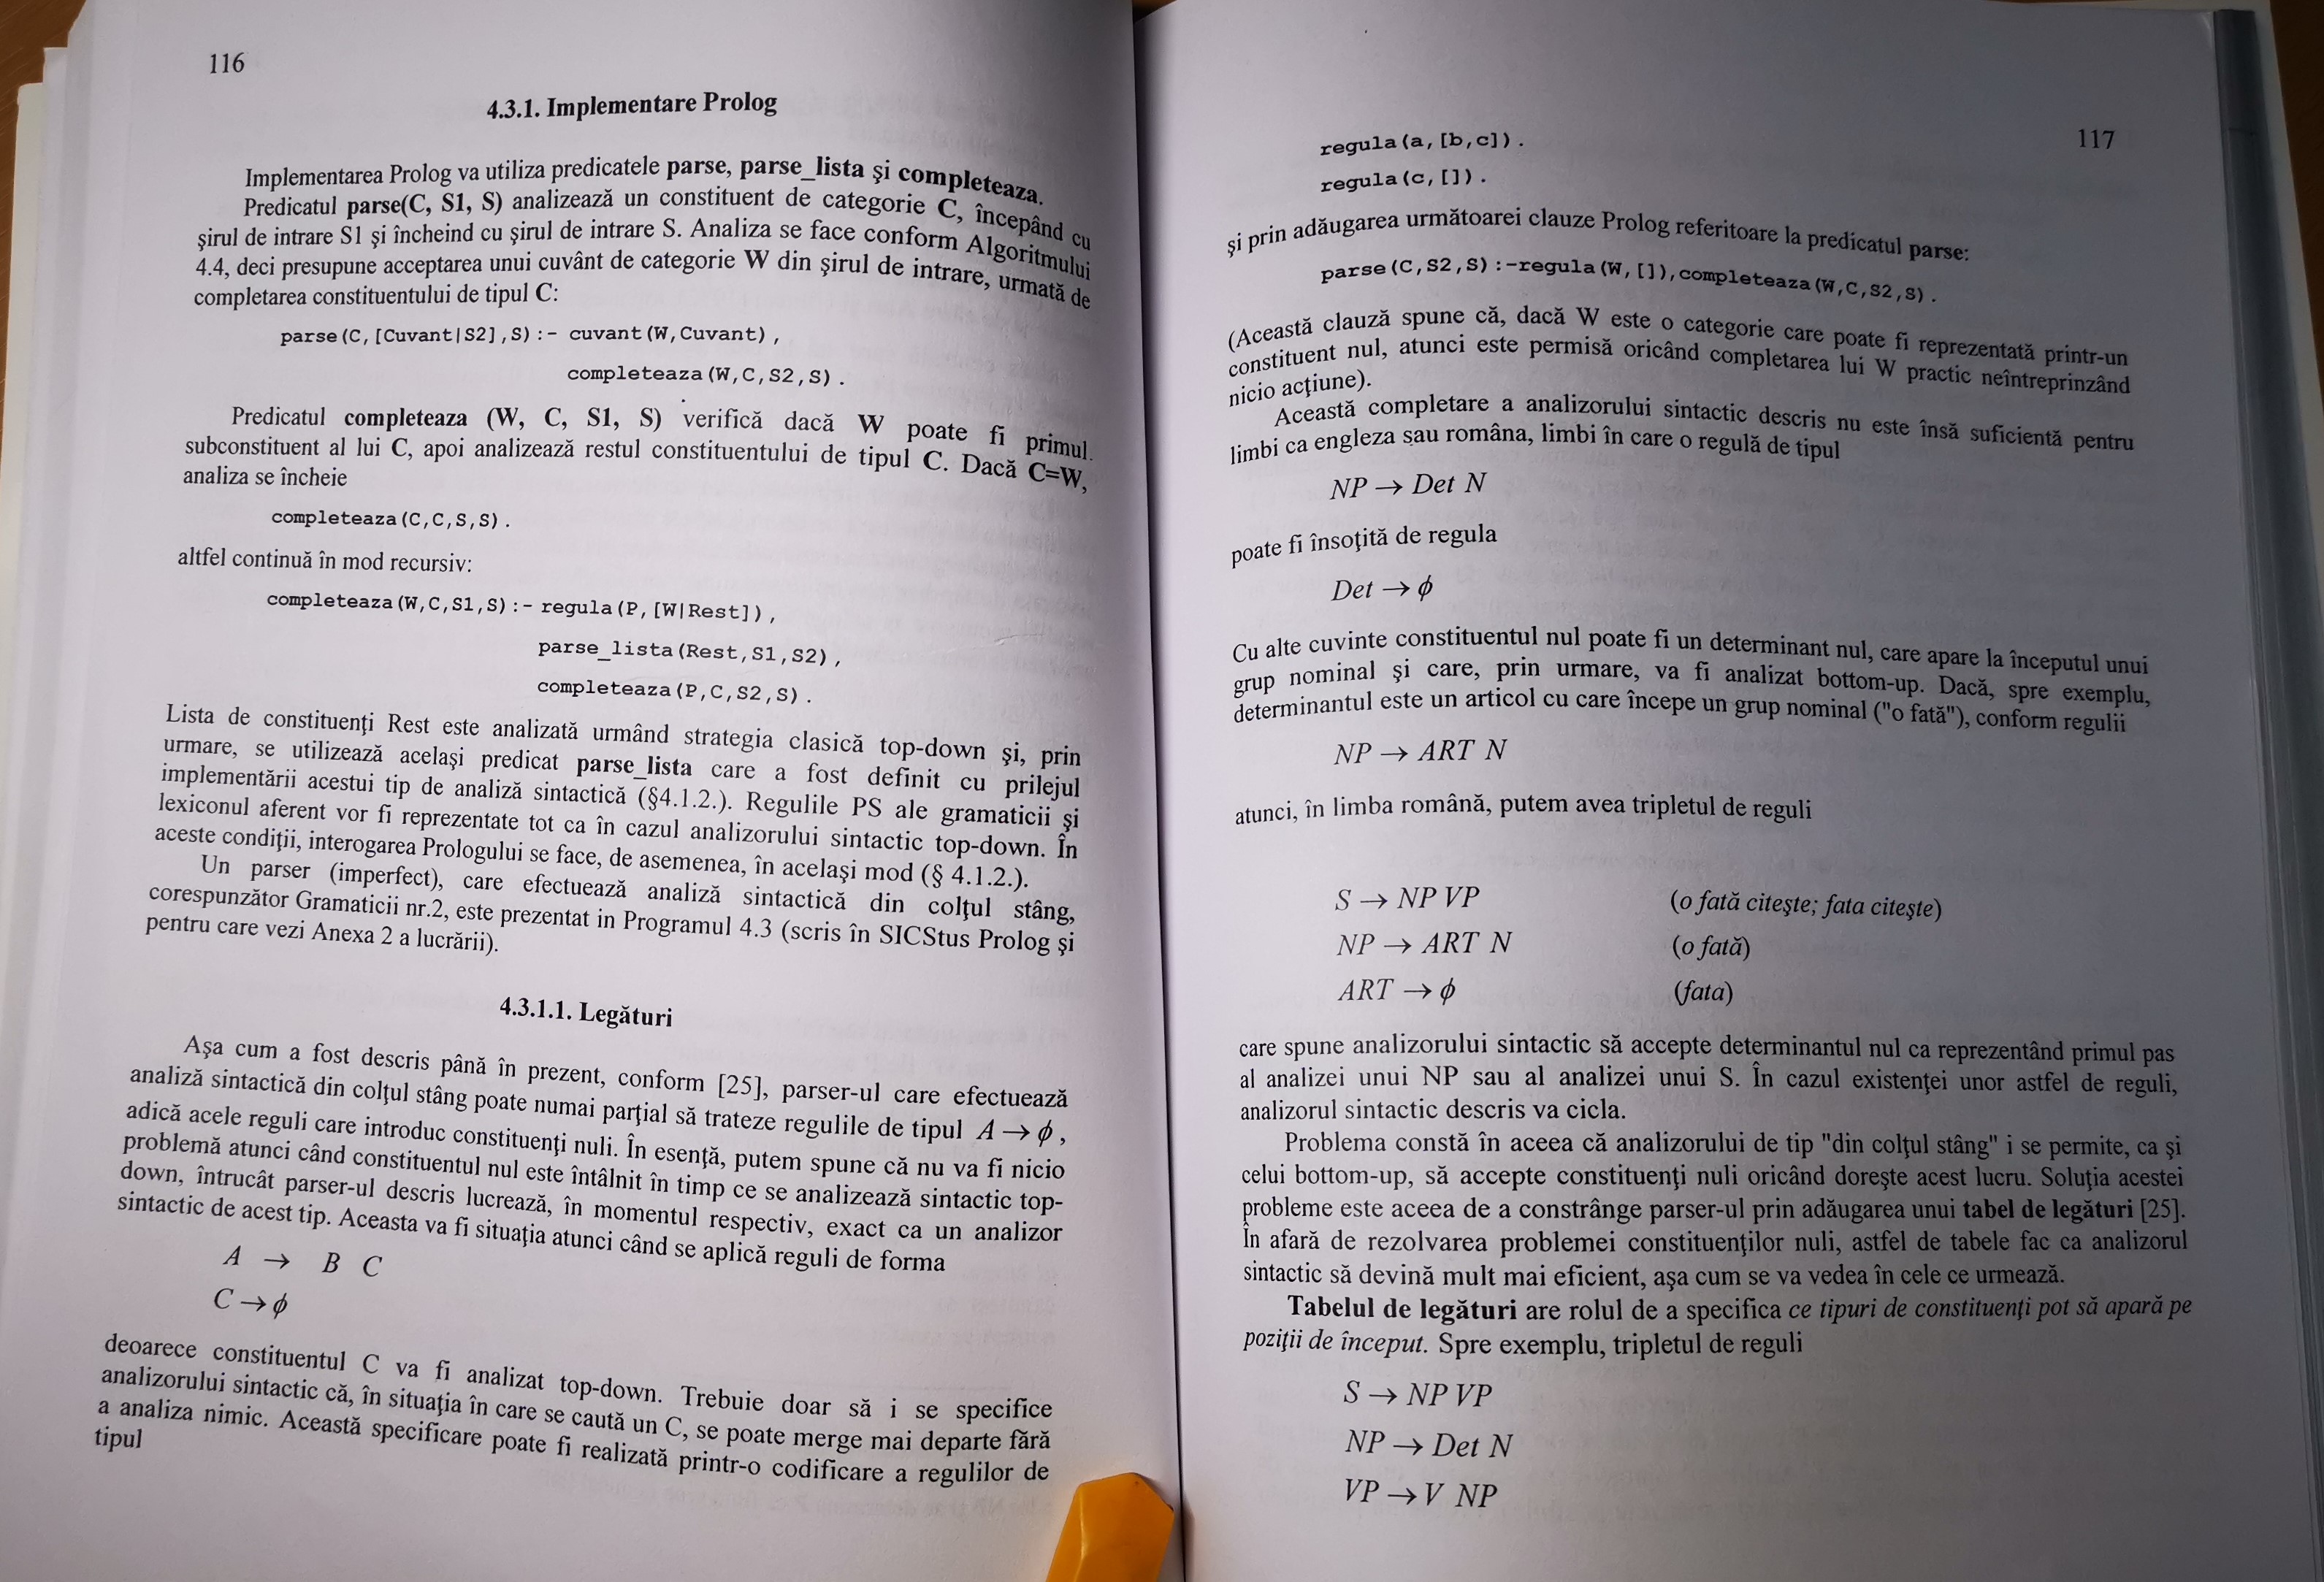 116
4.3.1. Implementare Prolog
Implementarea Prolog va utiliza predicatele parse, parse_lista şi completeaza.
Predicatul parse(C, S1, S) analizează un constituent de categorie C, începând cu
şirul de intrare S1 şi încheind cu şirul de intrare S. Analiza se face conform Algoritmului
4.4, deci presupune acceptarea unui cuvânt de categorie W din şirul de intrare, urmată de
completarea constituentului de tipul C:
parse(C,[Cuvant|S2],S):- cuvant(W,Cuvant),
completeaza(W,C,S2,S).
Predicatul completeaza (W, C, S1, S) verifică dacă W poate fi primul
subconstituent al lui C, apoi analizează restul constituentului de tipul C. Dacă C=W,
analiza se încheie
completeaza(C,C,S,S).
altfel continuă în mod recursiv:
completeaza(W,C,S1,S):- regula(P,[W|Rest]),
parse_lista(Rest,S1,S2),
completeaza(P,C,S2,S).
Lista de constituenţi Rest este analizată urmând strategia clasică top-down şi, prin
urmare, se utilizează acelaşi predicat parse_lista care a fost definit cu prilejul
implementării acestui tip de analiză sintactică (§4.1.2.). Regulile PS ale gramaticii şi
lexiconul aferent vor fi reprezentate tot ca în cazul analizorului sintactic top-down. În
aceste condiţii, interogarea Prologului se face, de asemenea, în acelaşi mod (§ 4.1.2.).
Un parser (imperfect), care efectuează analiză sintactică din colţul stâng,
corespunzător Gramaticii nr.2, este prezentat in Programul 4.3 (scris în SICStus Prolog şi
pentru care vezi Anexa 2 a lucrării).
4.3.1.1. Legături
Aşa cum a fost descris până în prezent, conform [25], parser-ul care efectuează
analiză sintactică din colţul stâng poate numai parţial să trateze regulile de tipul A → ϕ,
adică acele reguli care introduc constituenţi nuli. În esenţă, putem spune că nu va fi nicio
problemă atunci când constituentul nul este întâlnit în timp ce se analizează sintactic top-
down, întrucât parser-ul descris lucrează, în momentul respectiv, exact ca un analizor
sintactic de acest tip. Aceasta va fi situaţia atunci când se aplică reguli de forma
A → B C
C → ϕ
deoarece constituentul C va fi analizat top-down. Trebuie doar să i se specifice
analizorului sintactic că, în situaţia în care se caută un C, se poate merge mai departe fără
a analiza nimic. Această specificare poate fi realizată printr-o codificare a regulilor de
tipul
117
regula(a,[b,c]).
regula(c,[]).
şi prin adăugarea următoarei clauze Prolog referitoare la predicatul parse:
parse(C,S2,S):-regula(W,[]),completeaza(W,C,S2,S).
(Această clauză spune că, dacă W este o categorie care poate fi reprezentată printr-un
constituent nul, atunci este permisă oricând completarea lui W practic neîntreprinzând
nicio acţiune).
Această completare a analizorului sintactic descris nu este însă suficientă pentru
limbi ca engleza sau româna, limbi în care o regulă de tipul
NP → Det N
poate fi însoţită de regula
Det → ϕ
Cu alte cuvinte constituentul nul poate fi un determinant nul, care apare la începutul unui
grup nominal şi care, prin urmare, va fi analizat bottom-up. Dacă, spre exemplu,
determinantul este un articol cu care începe un grup nominal ("o fată"), conform regulii
NP → ART N
atunci, în limba română, putem avea tripletul de reguli
S → NP VP (o fată citeşte; fata citeşte)
NP → ART N (o fată)
ART → ϕ (fata)
care spune analizorului sintactic să accepte determinantul nul ca reprezentând primul pas
al analizei unui NP sau al analizei unui S. În cazul existenţei unor astfel de reguli,
analizorul sintactic descris va cicla.
Problema constă în aceea că analizorului de tip "din colţul stâng" i se permite, ca şi
celui bottom-up, să accepte constituenţi nuli oricând doreşte acest lucru. Soluţia acestei
probleme este aceea de a constrânge parser-ul prin adăugarea unui tabel de legături [25].
În afară de rezolvarea problemei constituenţilor nuli, astfel de tabele fac ca analizorul
sintactic să devină mult mai eficient, aşa cum se va vedea în cele ce urmează.
Tabelul de legături are rolul de a specifica ce tipuri de constituenţi pot să apară pe
poziţii de început. Spre exemplu, tripletul de reguli
S → NP VP
NP → Det N
VP → V NP